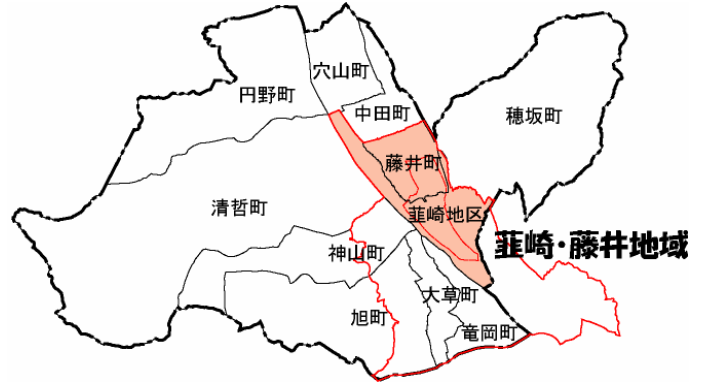 穴山町
円野町
中田町
穂坂町
藤井町
清哲町
韮崎地区
韮崎・藤井地域
神山町
大草町
旭町
竜岡町